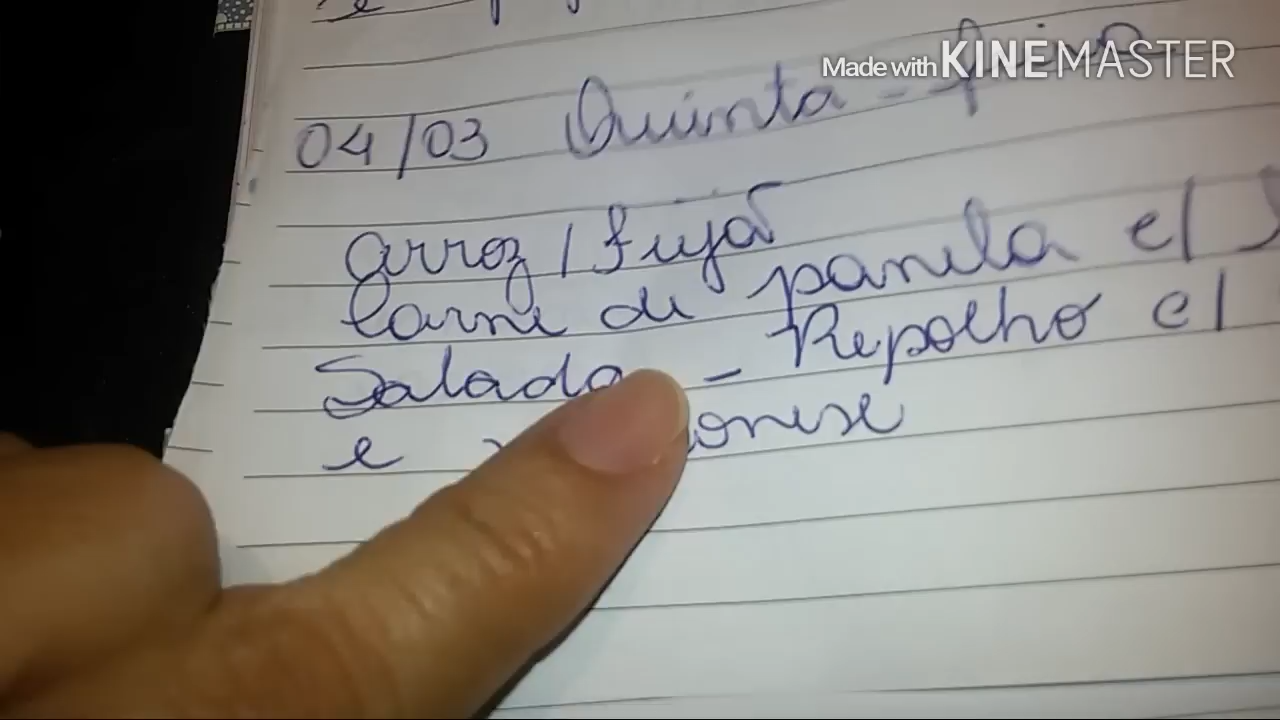 Made with KINEMASTER
04/03 Quinta-feira
arroz / Feijão
Carne de panela c/
Salada - Repolho c/
e